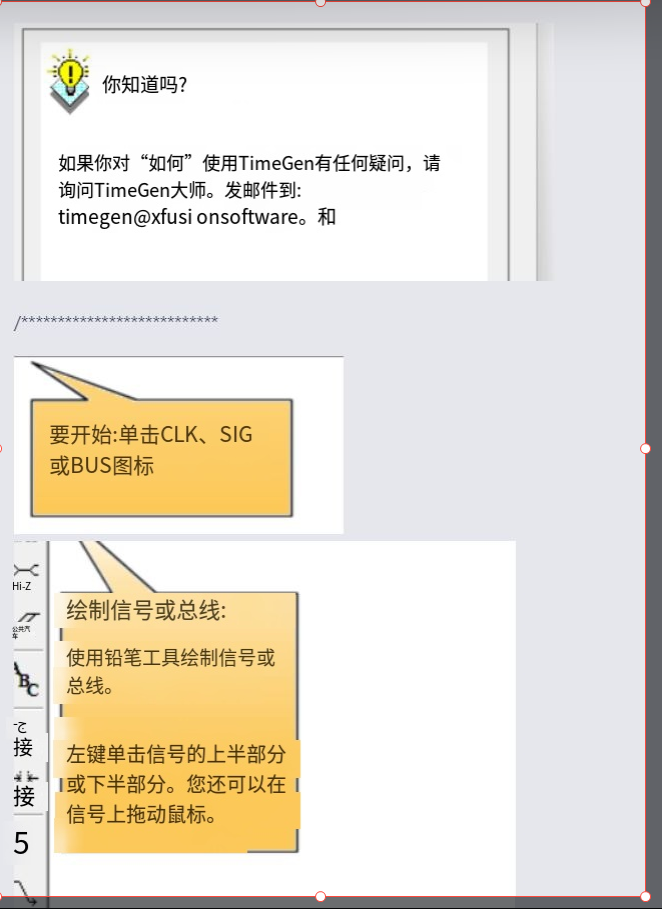 你知道吗?
如果你对“如何”使用TimeGen有任何疑问，请
询问TimeGen大师。发邮件到:
timegen@xfusi onsoftware。和
/***************************
要开始:单击CLK、SIG
或BUS图标
Hi-Z
公共汽
车
ABC
接
接
5
绘制信号或总线:
使用铅笔工具绘制信号或
总线。
左键单击信号的上半部分
或下半部分。您还可以在
信号上拖动鼠标。